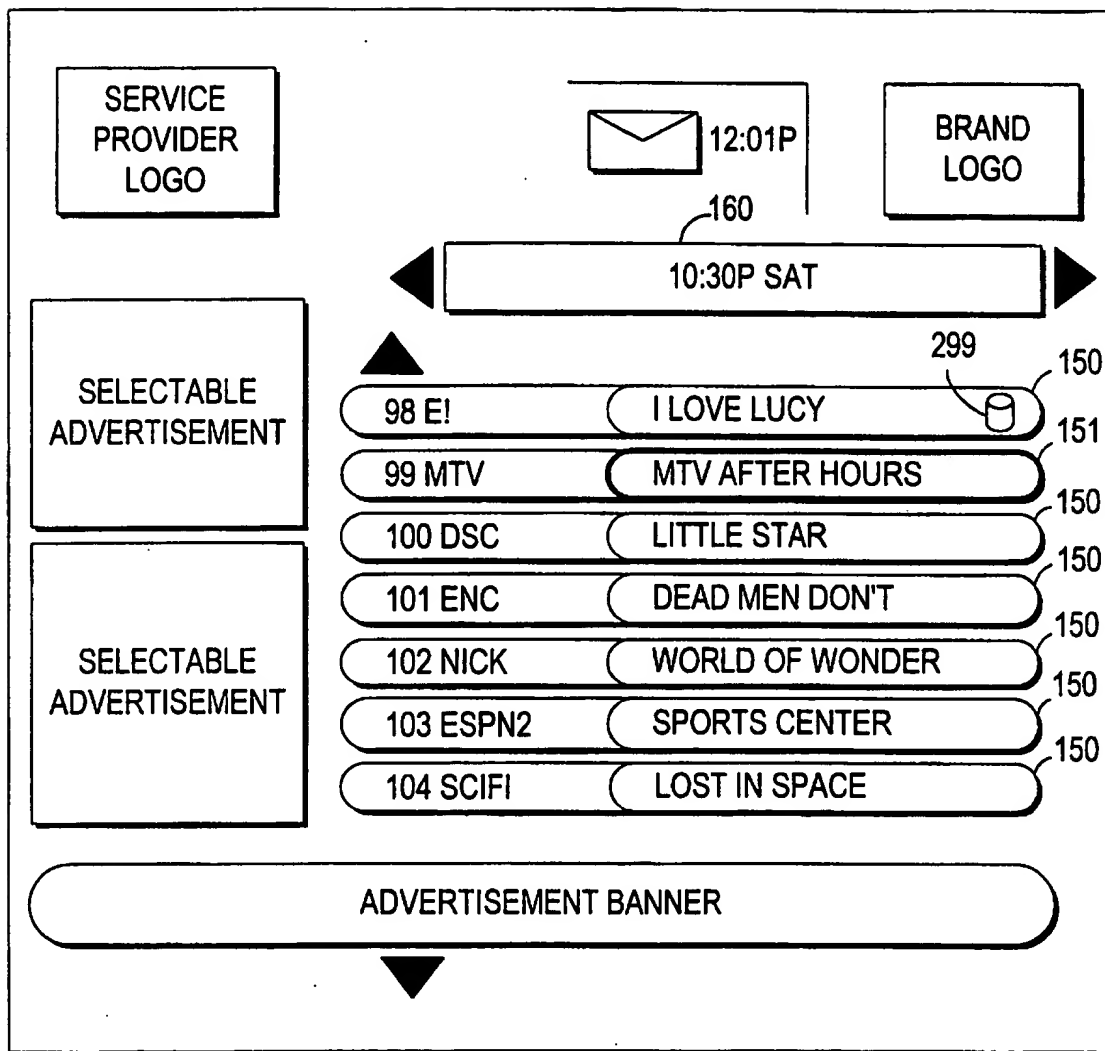 SERVICE
PROVIDER
LOGO
12:01P
BRAND
LOGO
160
10:30P SAT
SELECTABLE
ADVERTISEMENT
299
98 E! I LOVE LUCY 150
99 MTV MTV AFTER HOURS 151
100 DSC LITTLE STAR 150
101 ENC DEAD MEN DON'T 150
102 NICK WORLD OF WONDER 150
103 ESPN2 SPORTS CENTER 150
104 SCIFI LOST IN SPACE 150
SELECTABLE
ADVERTISEMENT
ADVERTISEMENT BANNER